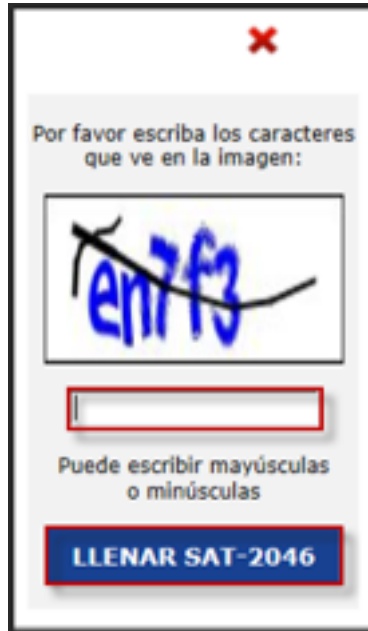 Por favor escriba los caracteres
que ve en la imagen:
en7f3
Puede escribir mayúsculas
o minúsculas
LLENAR SAT-2046